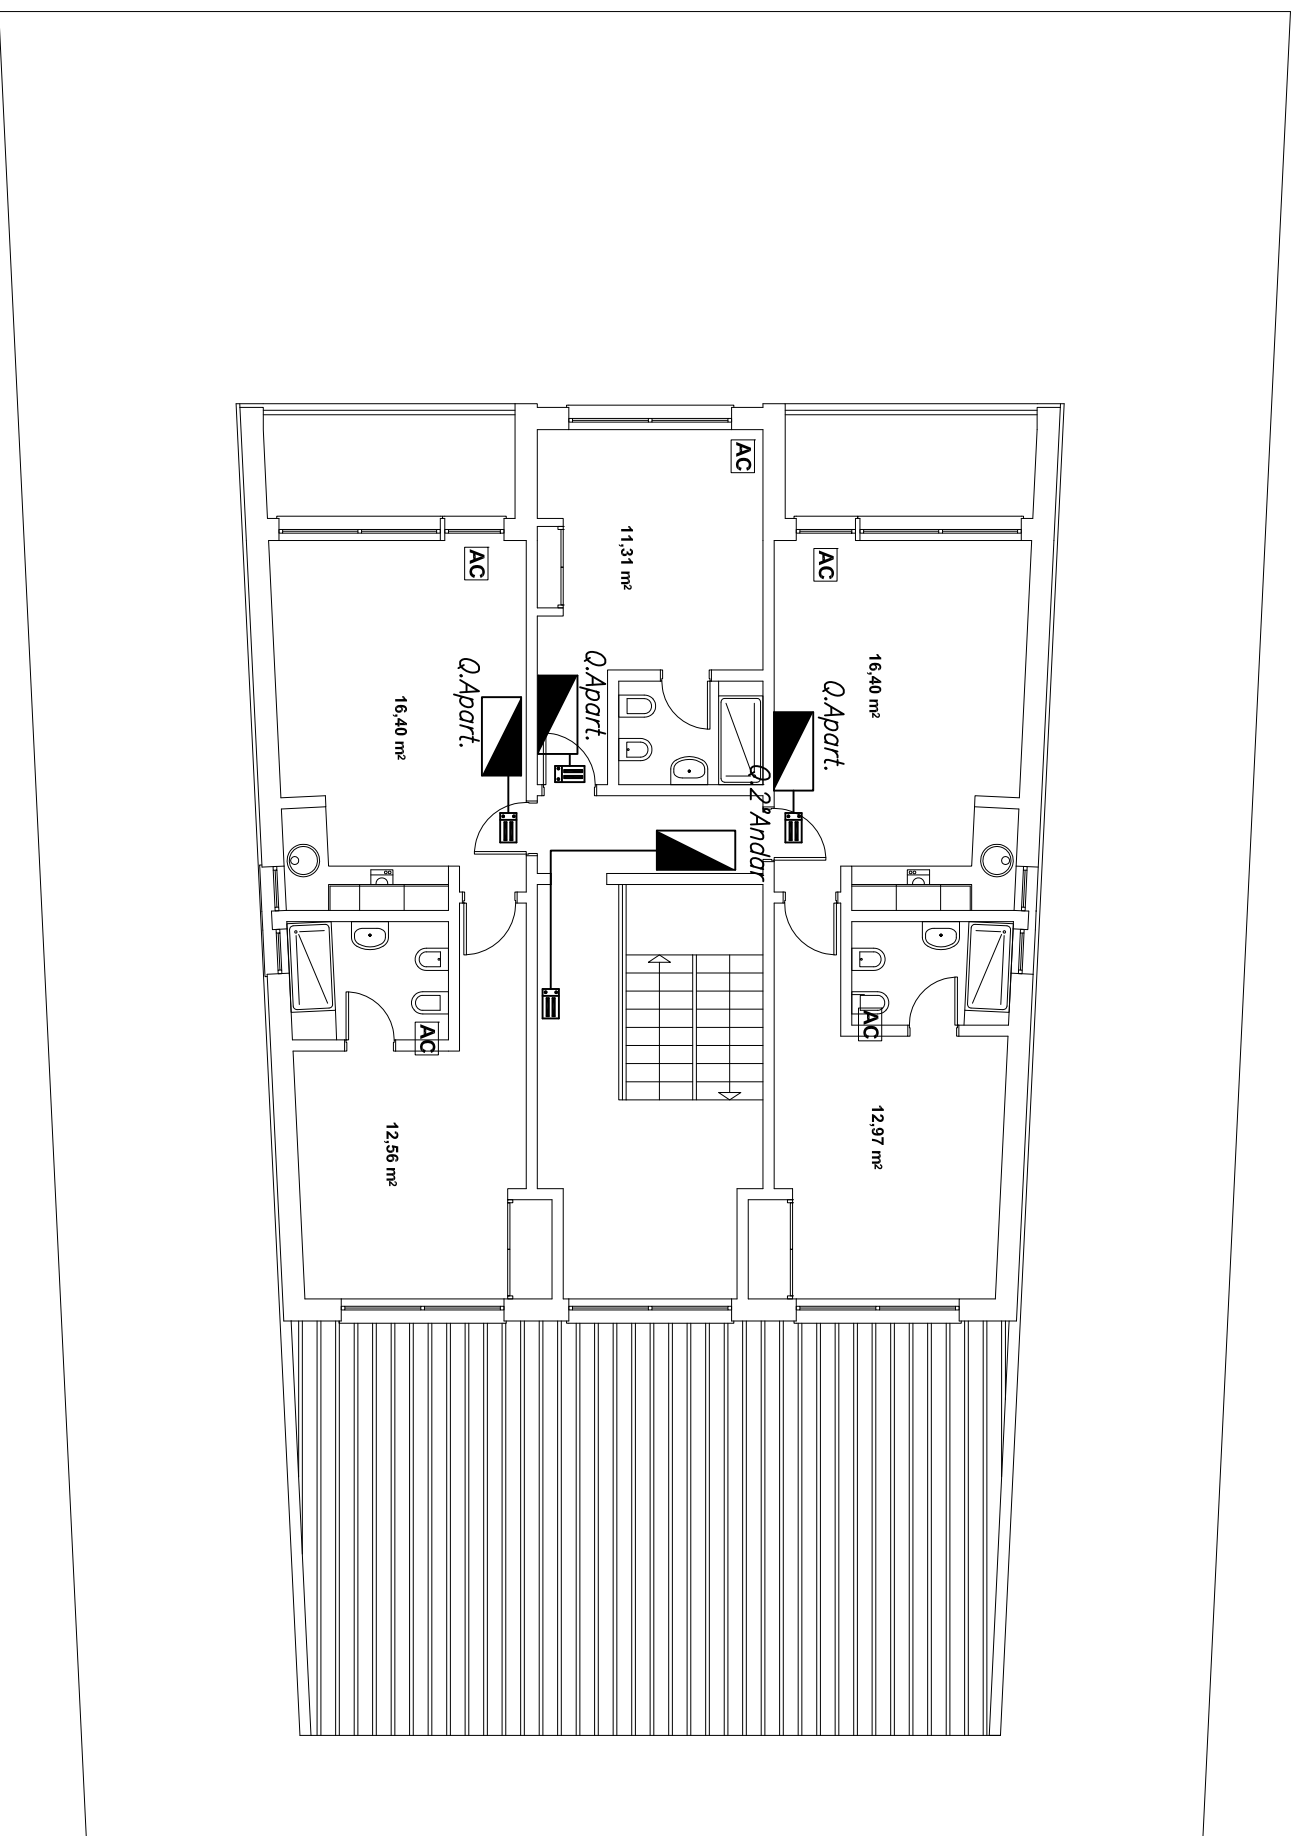 AC
11,31 m²
AC
AC
16,40 m²
16,40 m²
Q.Apart.
Q.Apart.
Q.Apart.
Q.2ºAndar
AC
AC
12,56 m²
12,97 m²